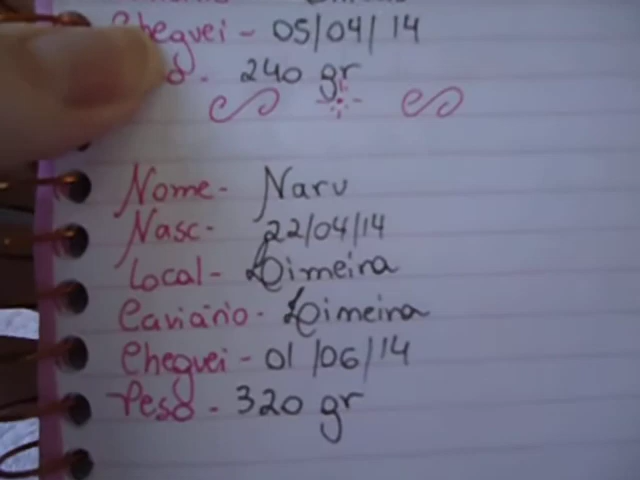 Cheguei - 05/04/14
240 gr
Nome - Naru
Nasc - 22/04/14
Local - Limeira
Caviário - Limeira
Cheguei - 01/06/14
Peso - 320 gr